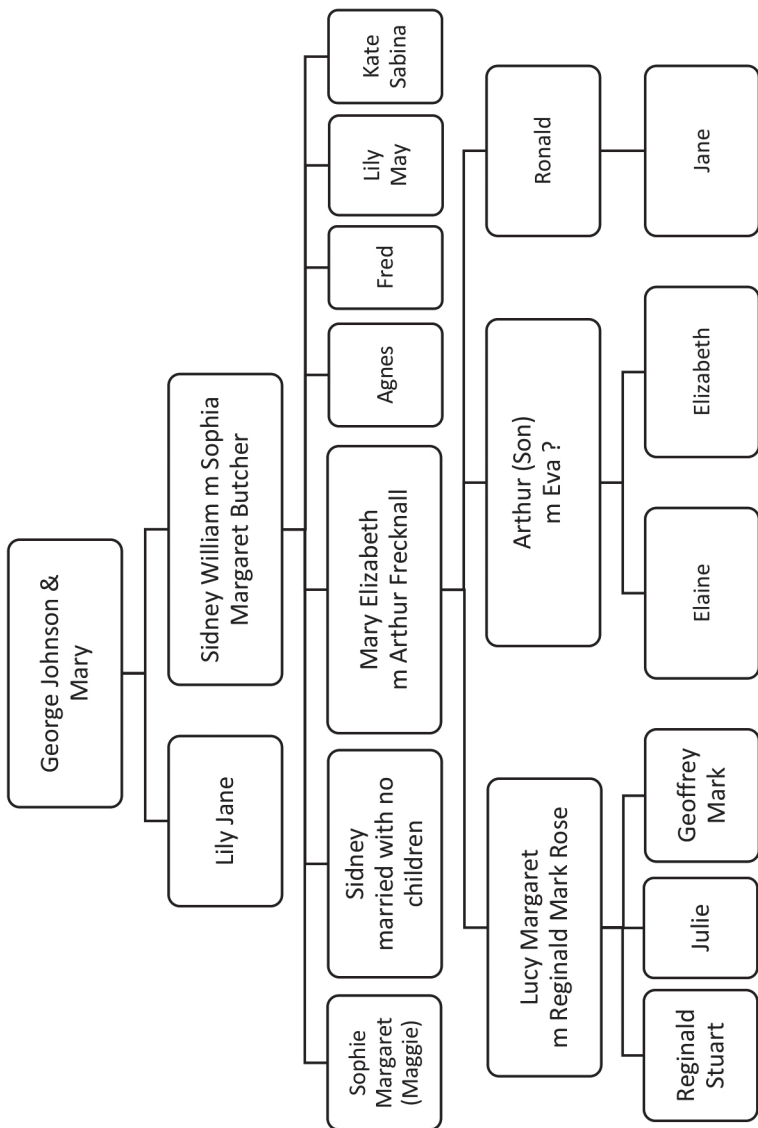 George Johnson &
Mary
Lily Jane
Sidney William m Sophia
Margaret Butcher
Sophie
Margaret
(Maggie)
Sidney
married with no
children
Mary Elizabeth
m Arthur Frecknall
Agnes
Fred
Lily
May
Kate
Sabina
Lucy Margaret
m Reginald Mark Rose
Arthur (Son)
m Eva ?
Ronald
Reginald
Stuart
Julie
Geoffrey
Mark
Elaine
Elizabeth
Jane